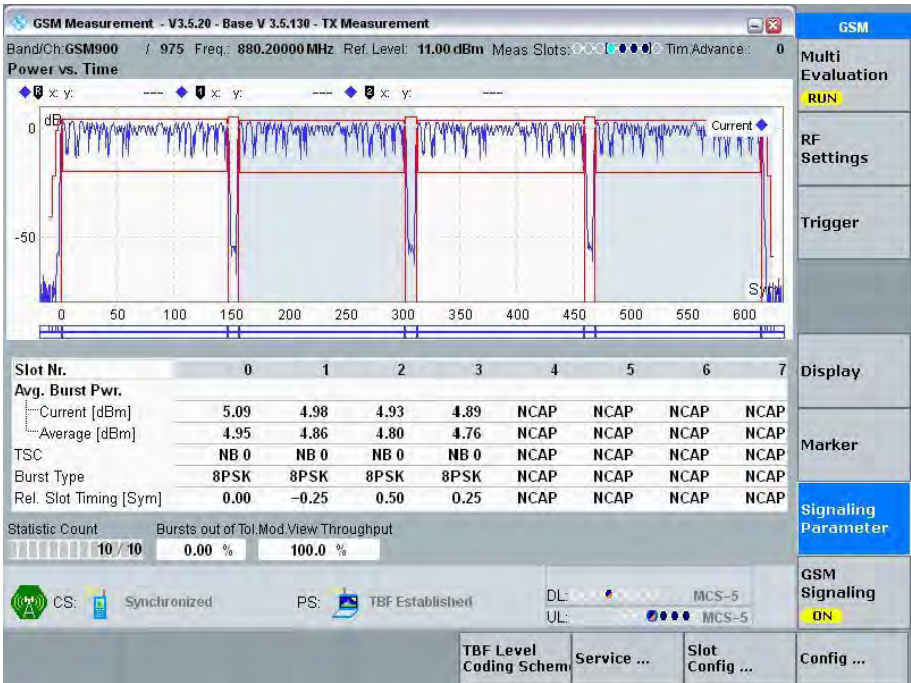 GSM Measurement - V3.5.20 - Base V 3.5.130 - TX Measurement
GSM
Band/Ch:GSM900 / 975 Freq.: 880.20000 MHz Ref. Level: 11.00 dBm Meas Slots: Tim Advance: 0
Power vs. Time
R x: y: --- 1 x: y: --- 2 x: y: ---
dB
Current
0
-50
Sym
0 50 100 150 200 250 300 350 400 450 500 550 600
Slot Nr. 0 1 2 3 4 5 6 7
Avg. Burst Pwr.
Current [dBm] 5.09 4.98 4.93 4.89 NCAP NCAP NCAP NCAP
Average [dBm] 4.95 4.86 4.80 4.76 NCAP NCAP NCAP NCAP
TSC NB 0 NB 0 NB 0 NB 0 NCAP NCAP NCAP NCAP
Burst Type 8PSK 8PSK 8PSK 8PSK NCAP NCAP NCAP NCAP
Rel. Slot Timing [Sym] 0.00 -0.25 0.50 0.25 NCAP NCAP NCAP NCAP
Statistic Count Bursts out of Tol. Mod.View Throughput
10 / 10 0.00 % 100.0 %
CS: Synchronized PS: TBF Established
DL: MCS-5
UL: MCS-5
Multi
Evaluation
RUN
RF
Settings
Trigger
Display
Marker
Signaling
Parameter
GSM
Signaling
ON
TBF Level
Coding Schem
Service ...
Slot
Config ...
Config ...